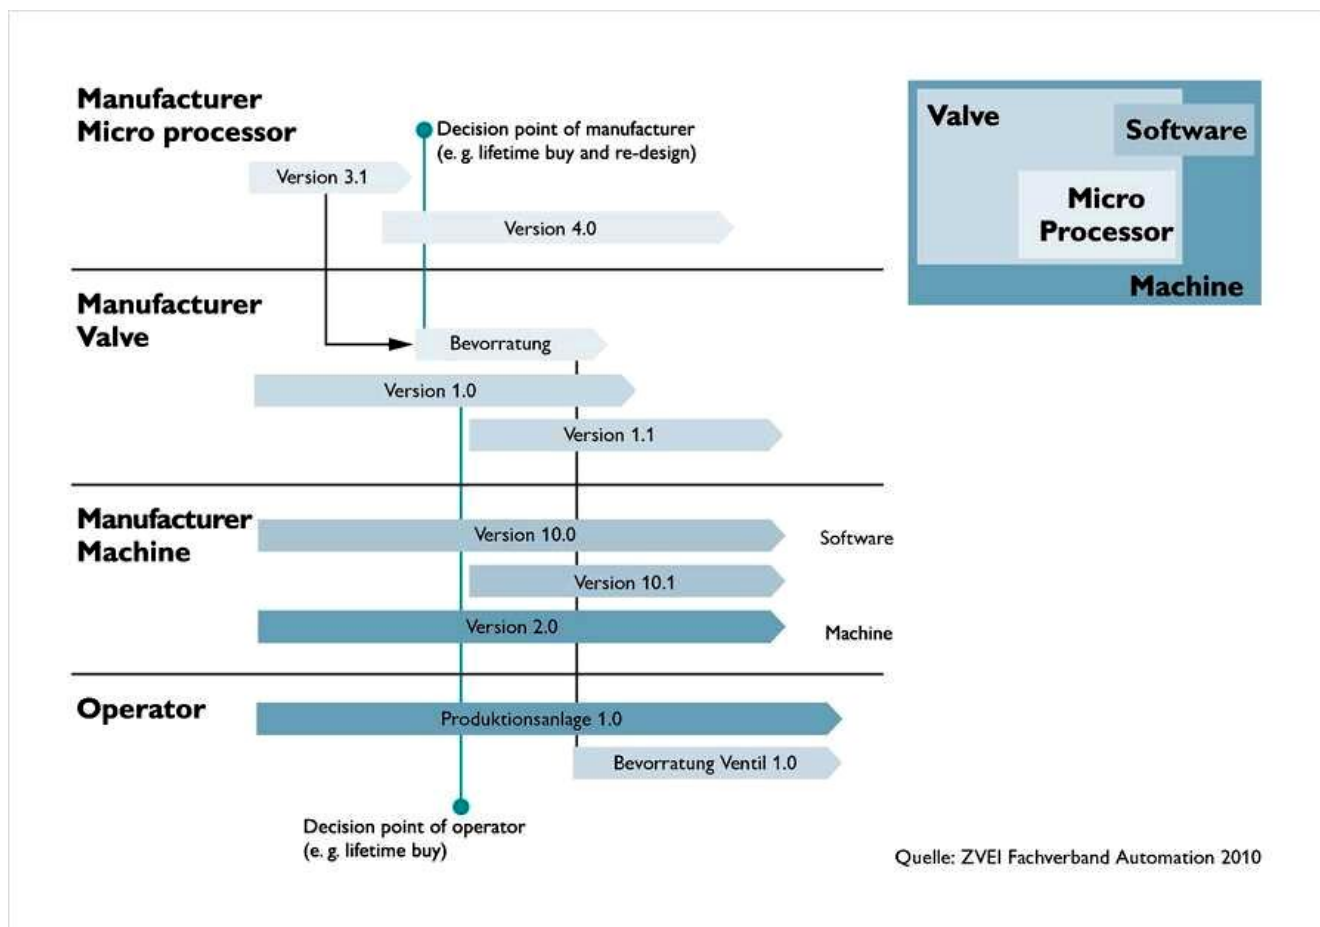 Manufacturer
Micro processor
Decision point of manufacturer
(e. g. lifetime buy and re-design)
Version 3.1
Version 4.0
Valve
Software
Micro
Processor
Machine
Manufacturer
Valve
Bevorratung
Version 1.0
Version 1.1
Manufacturer
Machine
Version 10.0
Software
Version 10.1
Version 2.0
Machine
Operator
Produktionsanlage 1.0
Bevorratung Ventil 1.0
Decision point of operator
(e. g. lifetime buy)
Quelle: ZVEI Fachverband Automation 2010